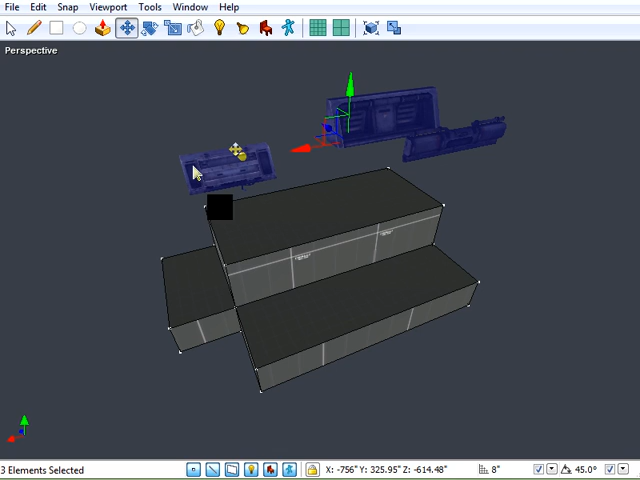 File Edit Snap Viewport Tools Window Help
Perspective
3 Elements Selected X: -756" Y: 325.95" Z: -614.48" 8" 45.0°